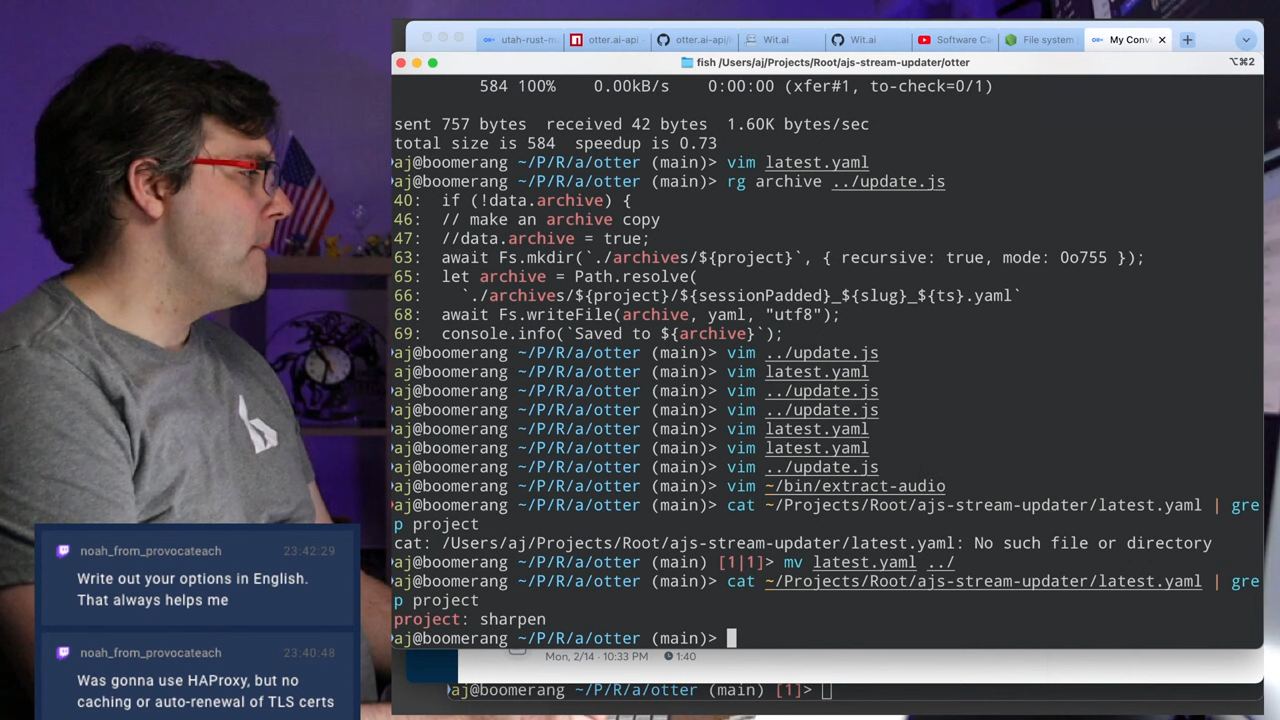 utah-rust-m
otter.ai-api
otter.ai-api/
Wit.ai
Wit.ai
Software Ca
File system
My Conv
fish /Users/aj/Projects/Root/ajs-stream-updater/otter
⌥⌘2
584 100%    0.00kB/s    0:00:00 (xfer#1, to-check=0/1)
sent 757 bytes  received 42 bytes  1.60K bytes/sec
total size is 584  speedup is 0.73
aj@boomerang ~/P/R/a/otter (main)> vim latest.yaml
aj@boomerang ~/P/R/a/otter (main)> rg archive ../update.js
40:  if (!data.archive) {
46:  // make an archive copy
47:  //data.archive = true;
63:  await Fs.mkdir(`./archives/${project}`, { recursive: true, mode: 0o755 });
65:  let archive = Path.resolve(
66:    `./archives/${project}/${sessionPadded}_${slug}_${ts}.yaml`
68:  await Fs.writeFile(archive, yaml, "utf8");
69:  console.info(`Saved to ${archive}`);
aj@boomerang ~/P/R/a/otter (main)> vim ../update.js
aj@boomerang ~/P/R/a/otter (main)> vim latest.yaml
aj@boomerang ~/P/R/a/otter (main)> vim ../update.js
aj@boomerang ~/P/R/a/otter (main)> vim ../update.js
aj@boomerang ~/P/R/a/otter (main)> vim latest.yaml
aj@boomerang ~/P/R/a/otter (main)> vim latest.yaml
aj@boomerang ~/P/R/a/otter (main)> vim ../update.js
aj@boomerang ~/P/R/a/otter (main)> vim ~/bin/extract-audio
aj@boomerang ~/P/R/a/otter (main)> cat ~/Projects/Root/ajs-stream-updater/latest.yaml | gre
p project
cat: /Users/aj/Projects/Root/ajs-stream-updater/latest.yaml: No such file or directory
aj@boomerang ~/P/R/a/otter (main) [1|1]> mv latest.yaml ../
aj@boomerang ~/P/R/a/otter (main)> cat ~/Projects/Root/ajs-stream-updater/latest.yaml | gre
p project
project: sharpen
aj@boomerang ~/P/R/a/otter (main)>
Mon, 2/14 · 10:33 PM 1:40
aj@boomerang ~/P/R/a/otter (main) [1]>
noah_from_provocateach 23:42:29
Write out your options in English.
That always helps me
noah_from_provocateach 23:40:48
Was gonna use HAProxy, but no
caching or auto-renewal of TLS certs